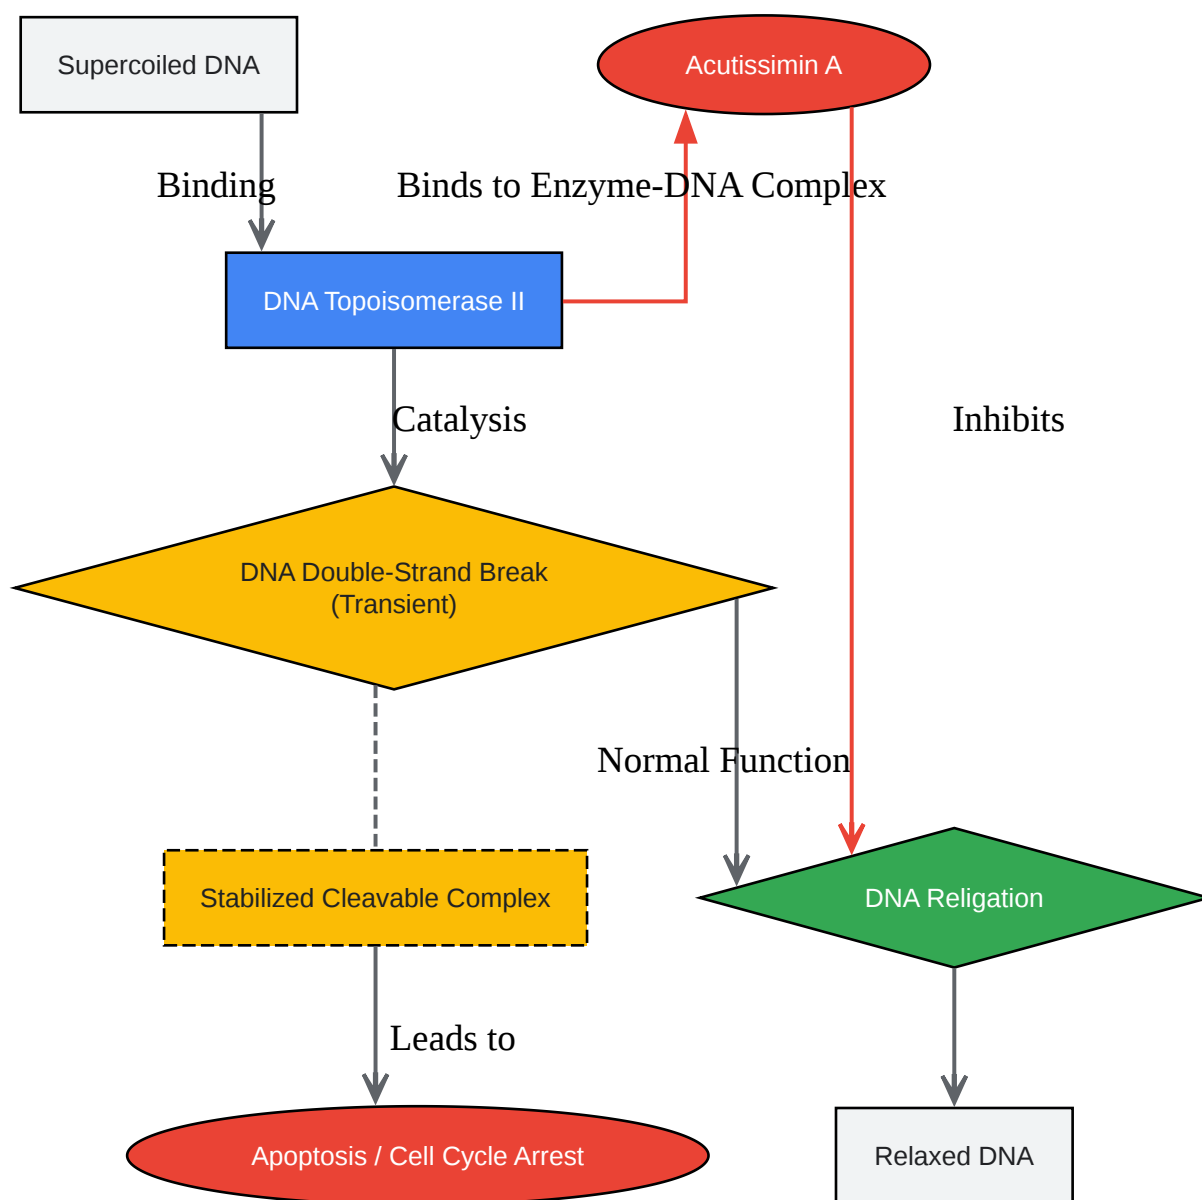 Supercoiled DNA
Acutissimin A
Binding
Binds to Enzyme-DNA Complex
DNA Topoisomerase II
Catalysis
Inhibits
DNA Double-Strand Break
(Transient)
Normal Function
Stabilized Cleavable Complex
DNA Religation
Leads to
Apoptosis / Cell Cycle Arrest
Relaxed DNA